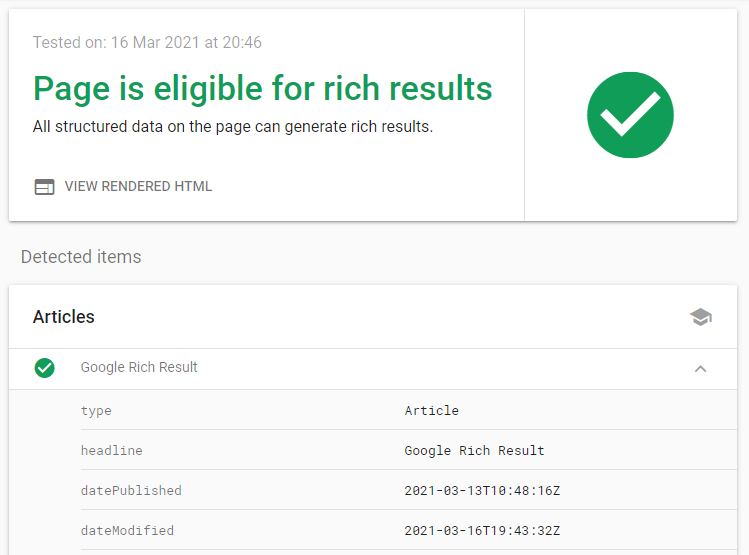 Tested on: 16 Mar 2021 at 20:46
Page is eligible for rich results
All structured data on the page can generate rich results.
VIEW RENDERED HTML
Detected items
Articles
Google Rich Result
type Article
headline Google Rich Result
datePublished 2021-03-13T10:48:16Z
dateModified 2021-03-16T19:43:32Z